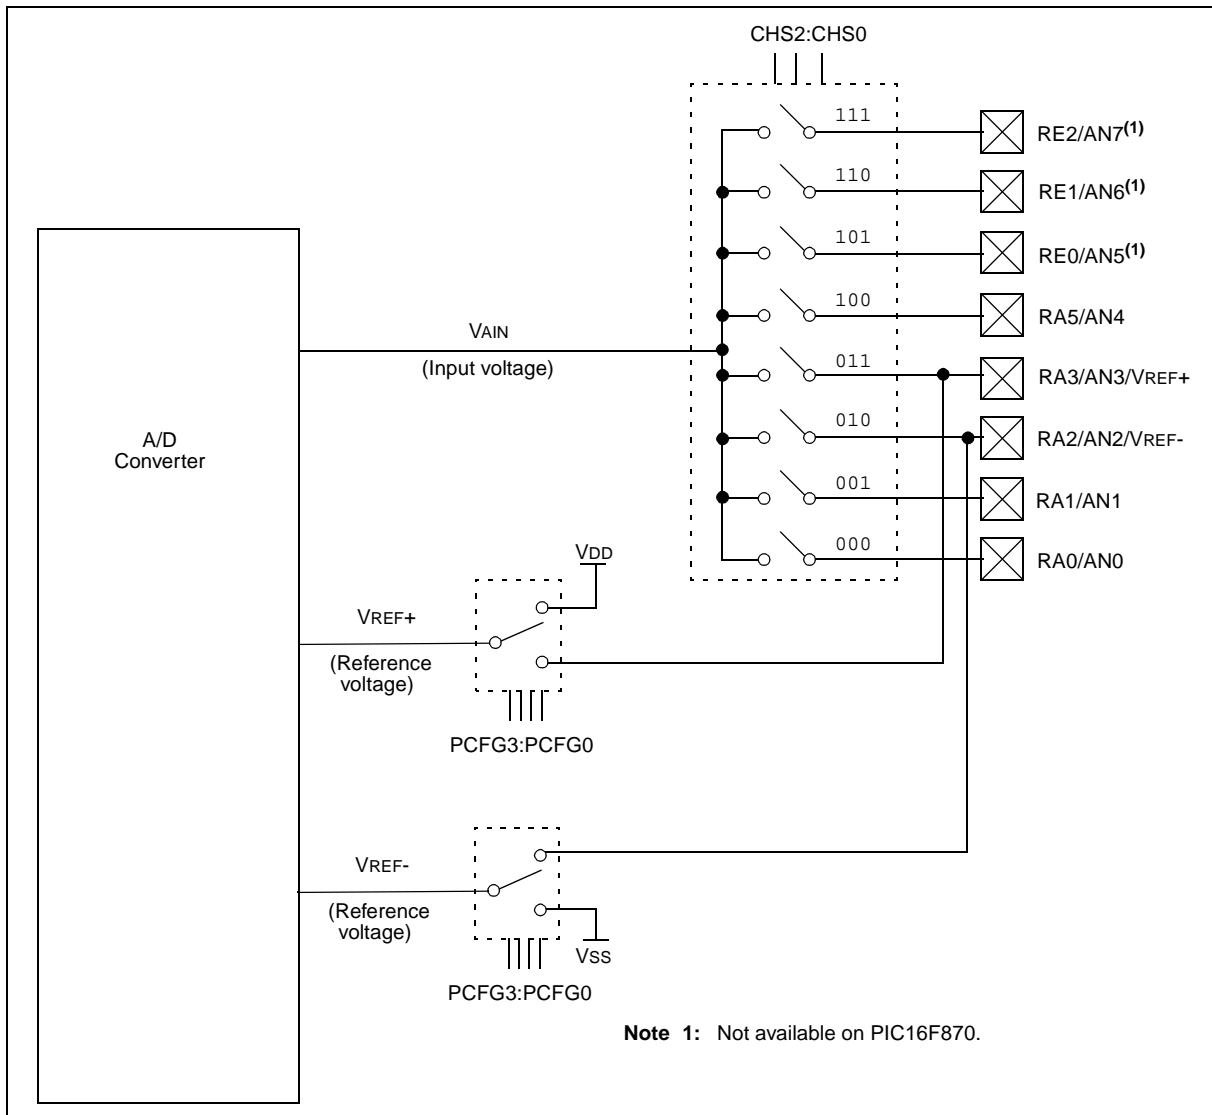 CHS2:CHS0
111
RE2/AN7(1)
110
RE1/AN6(1)
101
RE0/AN5(1)
100
RA5/AN4
VAIN
(Input voltage)
011
RA3/AN3/VREF+
010
RA2/AN2/VREF-
A/D
Converter
001
RA1/AN1
000
RA0/AN0
VDD
VREF+
(Reference
voltage)
PCFG3:PCFG0
VREF-
(Reference
voltage)
VSS
PCFG3:PCFG0
Note 1: Not available on PIC16F870.